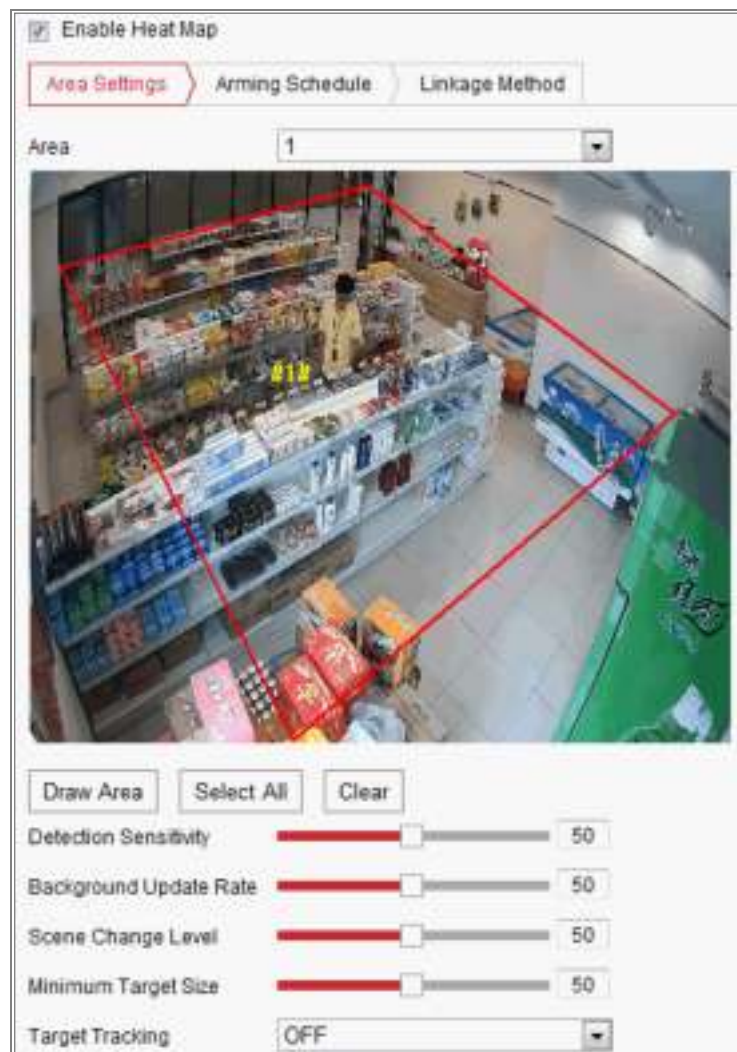 Enable Heat Map
Area Settings
Arming Schedule
Linkage Method
Area
1
#1#
Draw Area
Select All
Clear
Detection Sensitivity
50
Background Update Rate
50
Scene Change Level
50
Minimum Target Size
50
Target Tracking
OFF